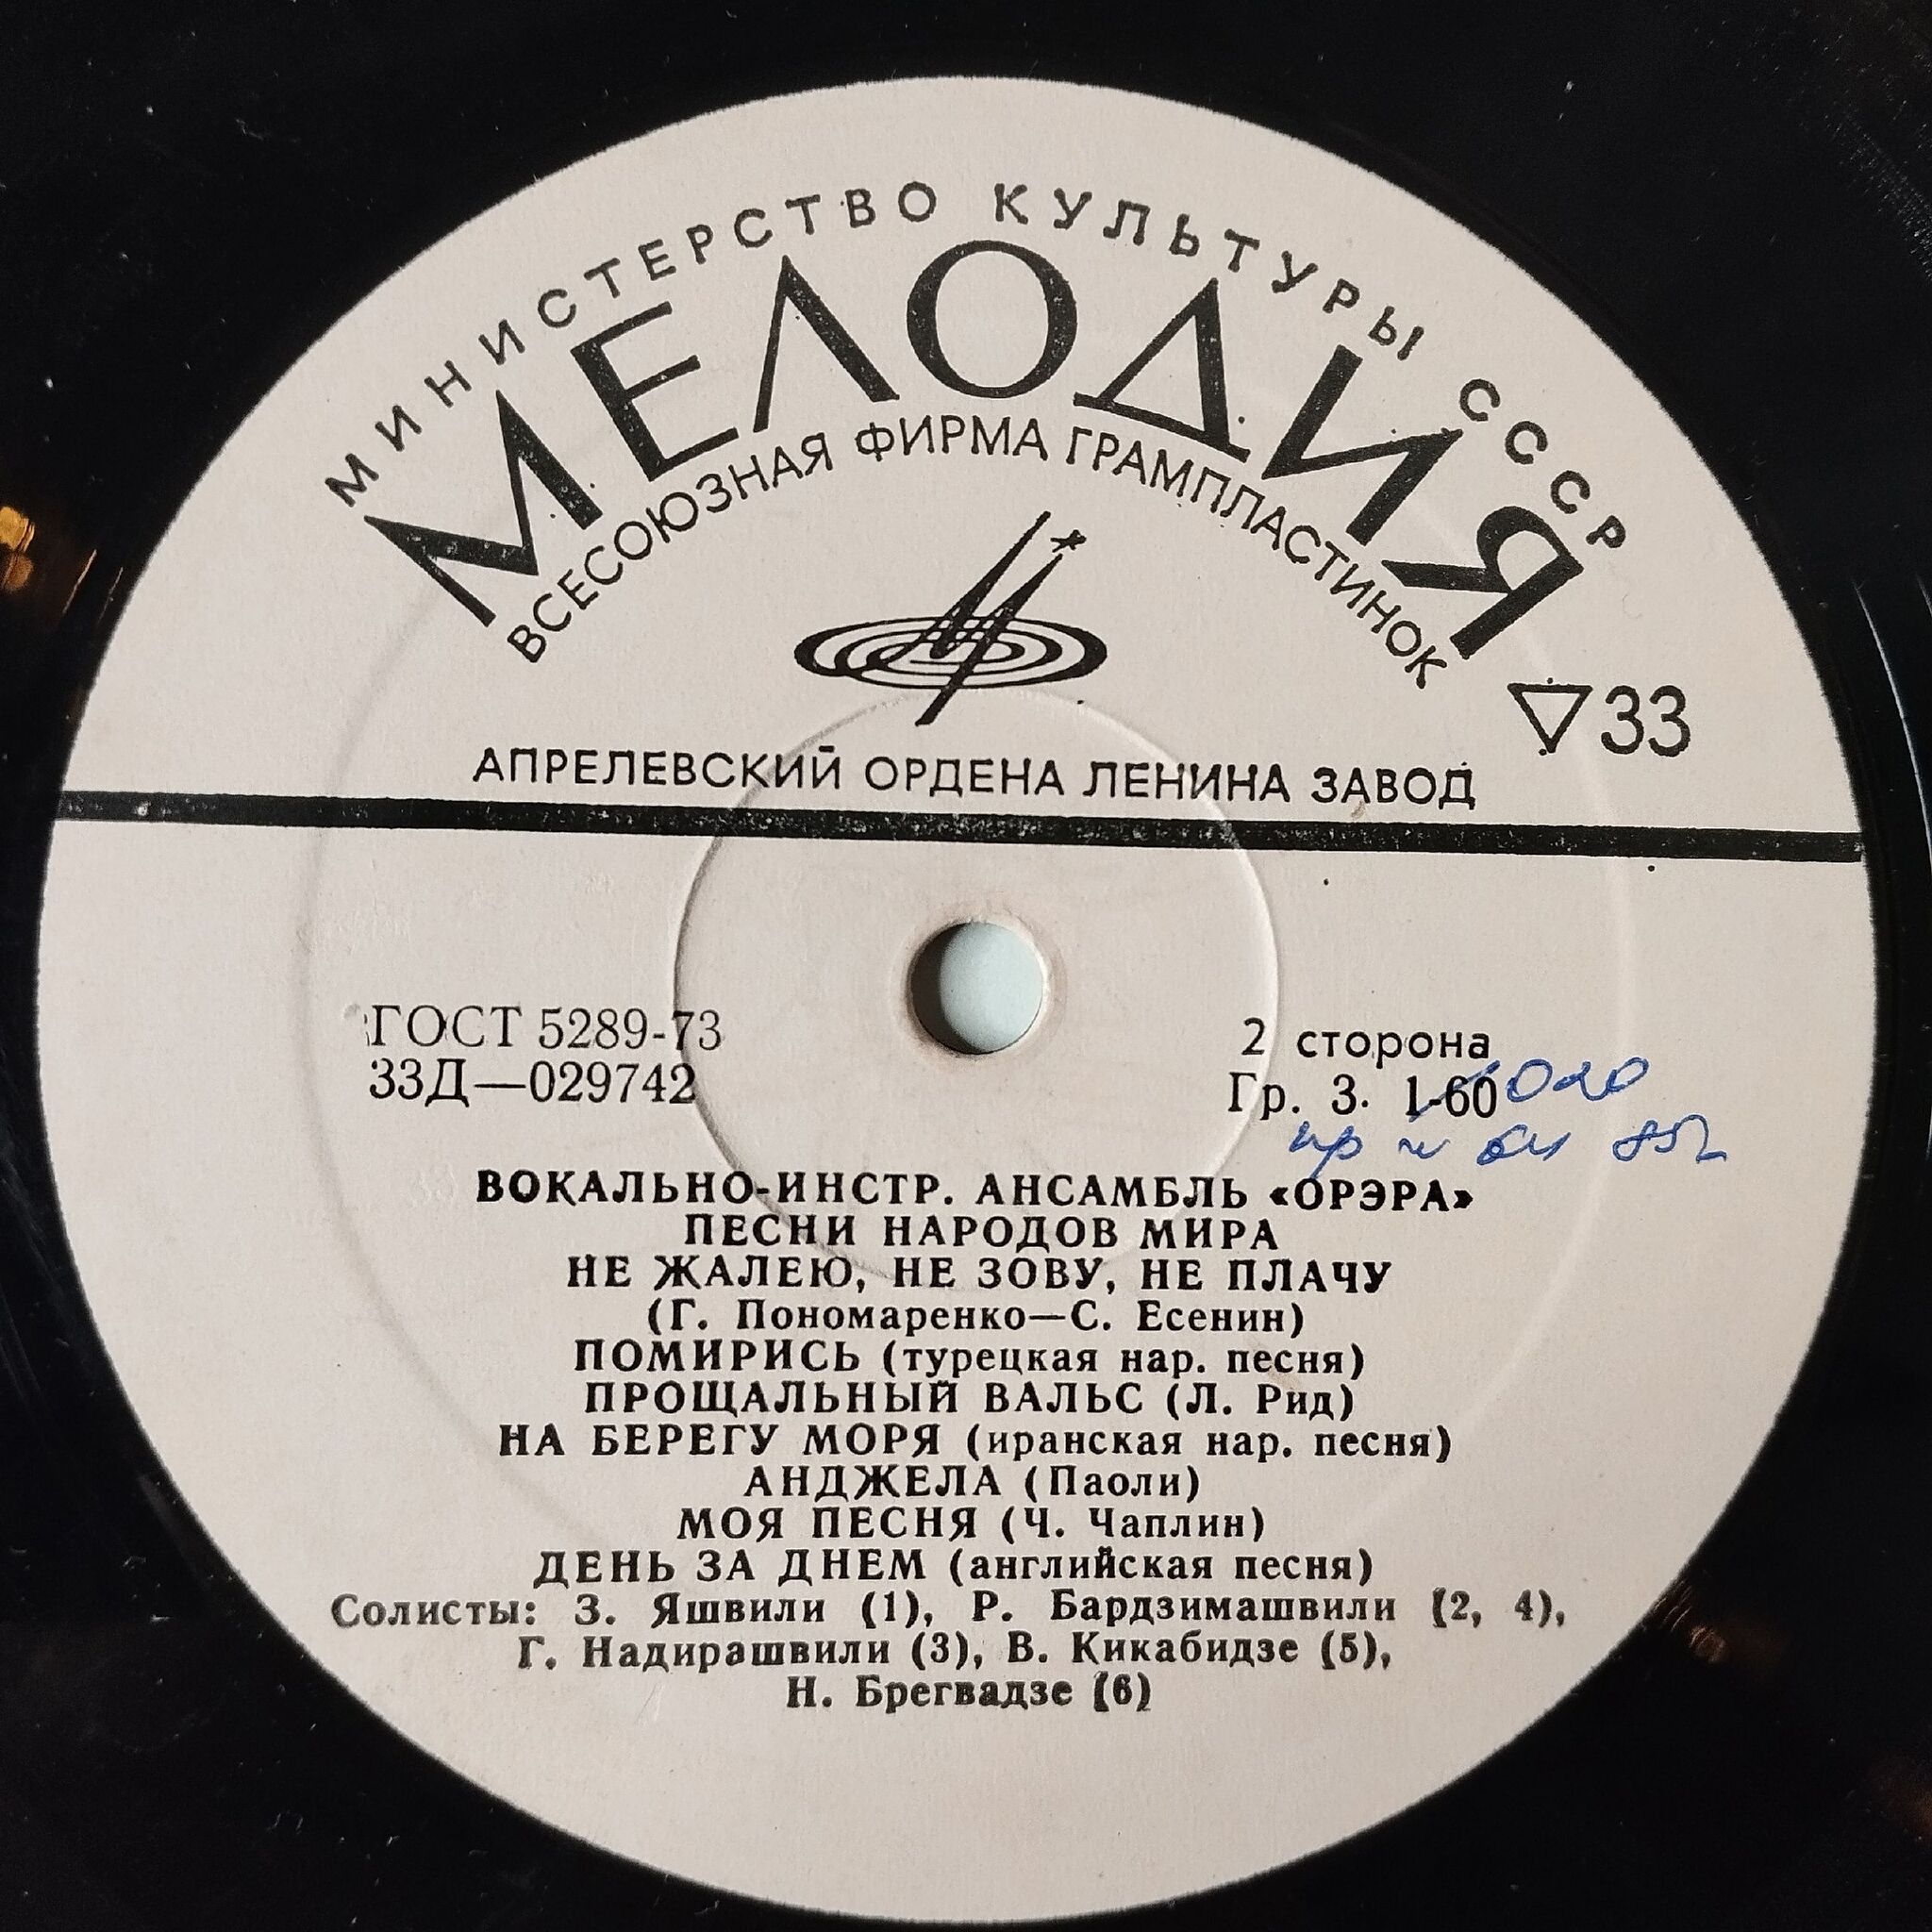 МИНИСТЕРСТВО КУЛЬТУРЫ СССР
МЕЛОДИЯ
ВСЕСОЮЗНАЯ ФИРМА ГРАМПЛАСТИНОК
▽33
АПРЕЛЕВСКИЙ ОРДЕНА ЛЕНИНА ЗАВОД
ГОСТ 5289-73
2 сторона
33Д—029742
Гр. 3. 1-60
ВОКАЛЬНО-ИНСТР. АНСАМБЛЬ «ОРЭРА»
ПЕСНИ НАРОДОВ МИРА
НЕ ЖАЛЕЮ, НЕ ЗОВУ, НЕ ПЛАЧУ
(Г. Пономаренко—С. Есенин)
ПОМИРИСЬ (турецкая нар. песня)
ПРОЩАЛЬНЫЙ ВАЛЬС (Л. Рид)
НА БЕРЕГУ МОРЯ (иранская нар. песня)
АНДЖЕЛА (Паоли)
МОЯ ПЕСНЯ (Ч. Чаплин)
ДЕНЬ ЗА ДНЕМ (английская песня)
Солисты: З. Яшвили (1), Р. Бардзимашвили (2, 4),
Г. Надирашвили (3), В. Кикабидзе (5),
Н. Брегвадзе (6)